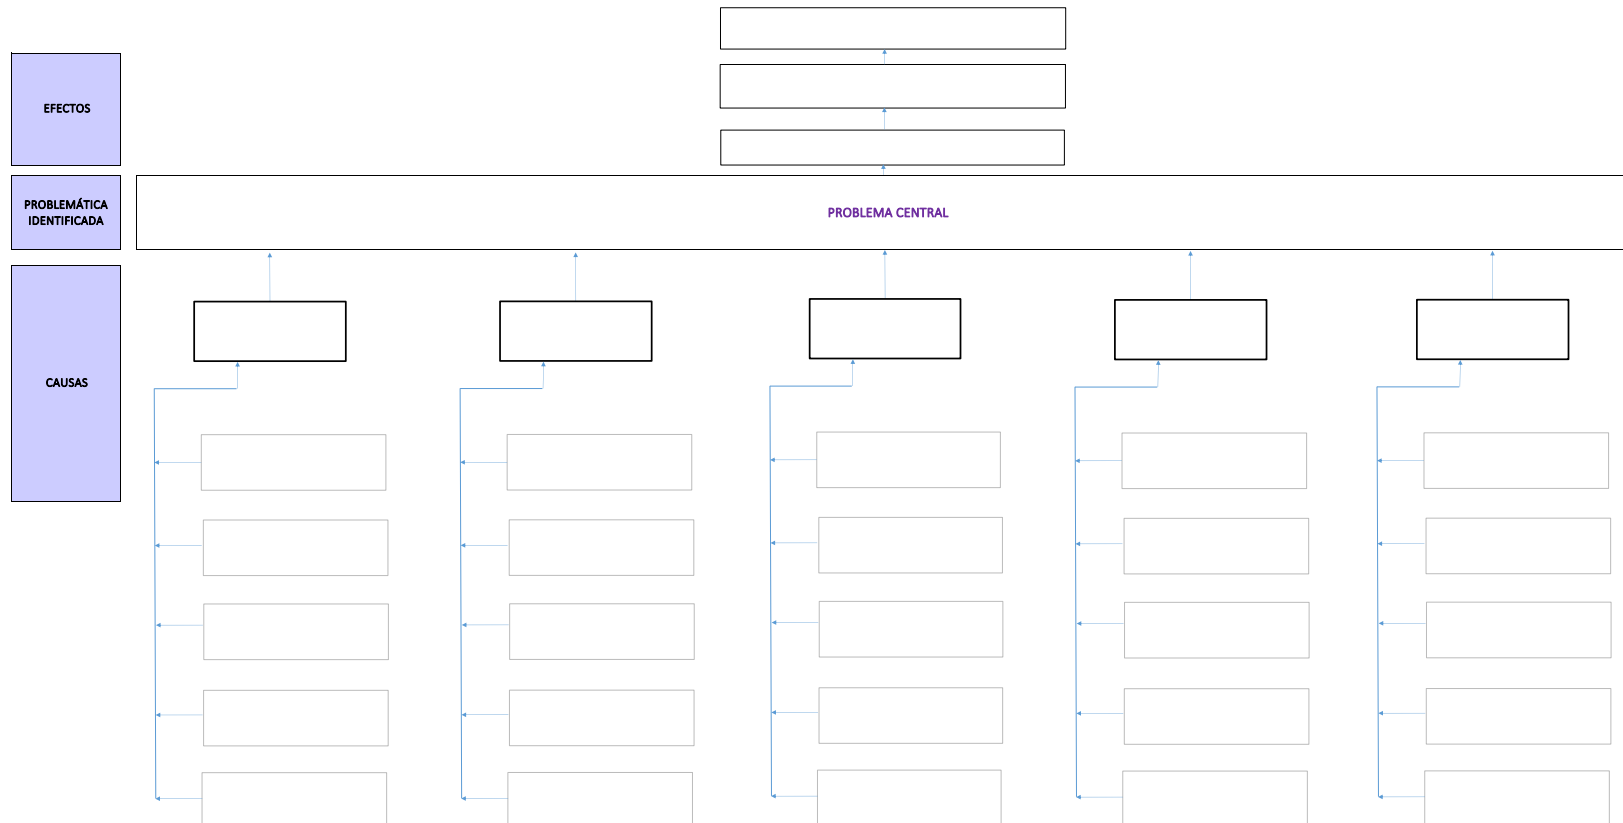 EFECTOS
PROBLEMÁTICA
IDENTIFICADA
PROBLEMA CENTRAL
CAUSAS